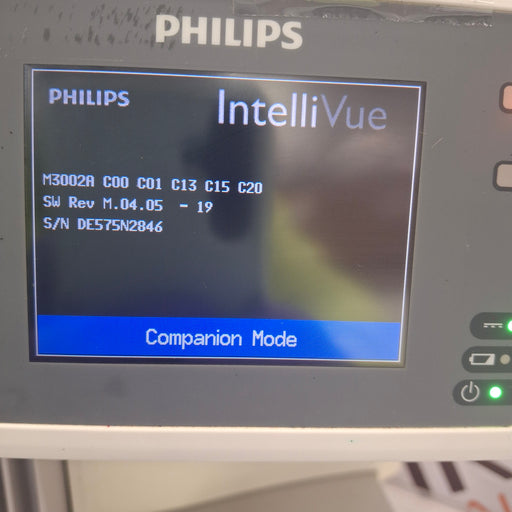 PHILIPS
PHILIPS
IntelliVue
M3002A C00 C01 C13 C15 C20
SW Rev M.04.05 - 19
S/N DE575N2846
Companion Mode